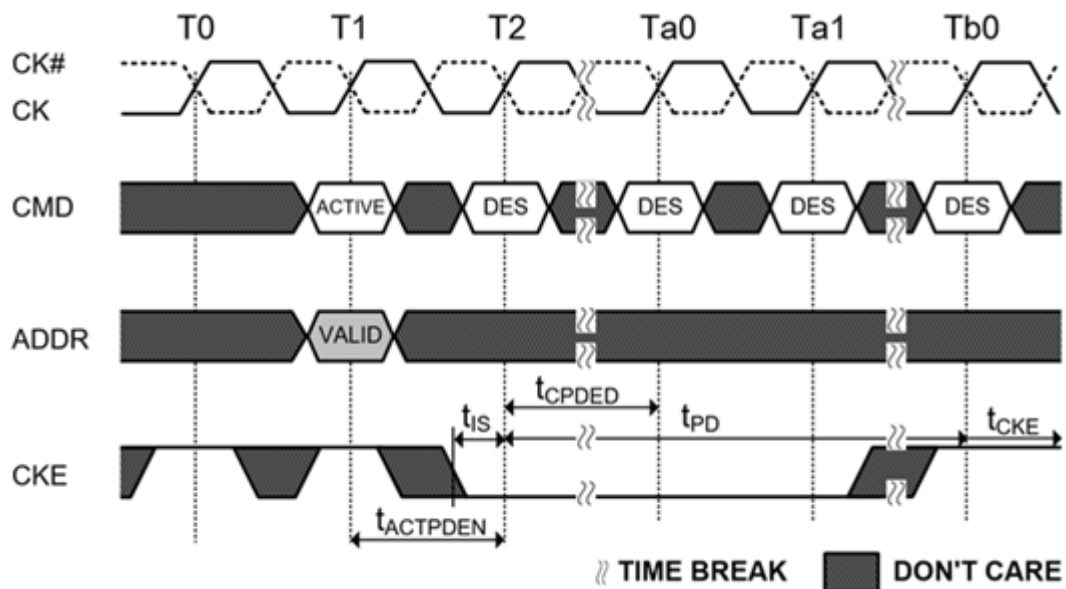 T0 T1 T2 Ta0 Ta1 Tb0
CK#
CK
CMD ACTIVE DES DES DES DES
ADDR VALID
tCPDED
tIS tPD tCKE
CKE
tACTPDEN
TIME BREAK DON'T CARE